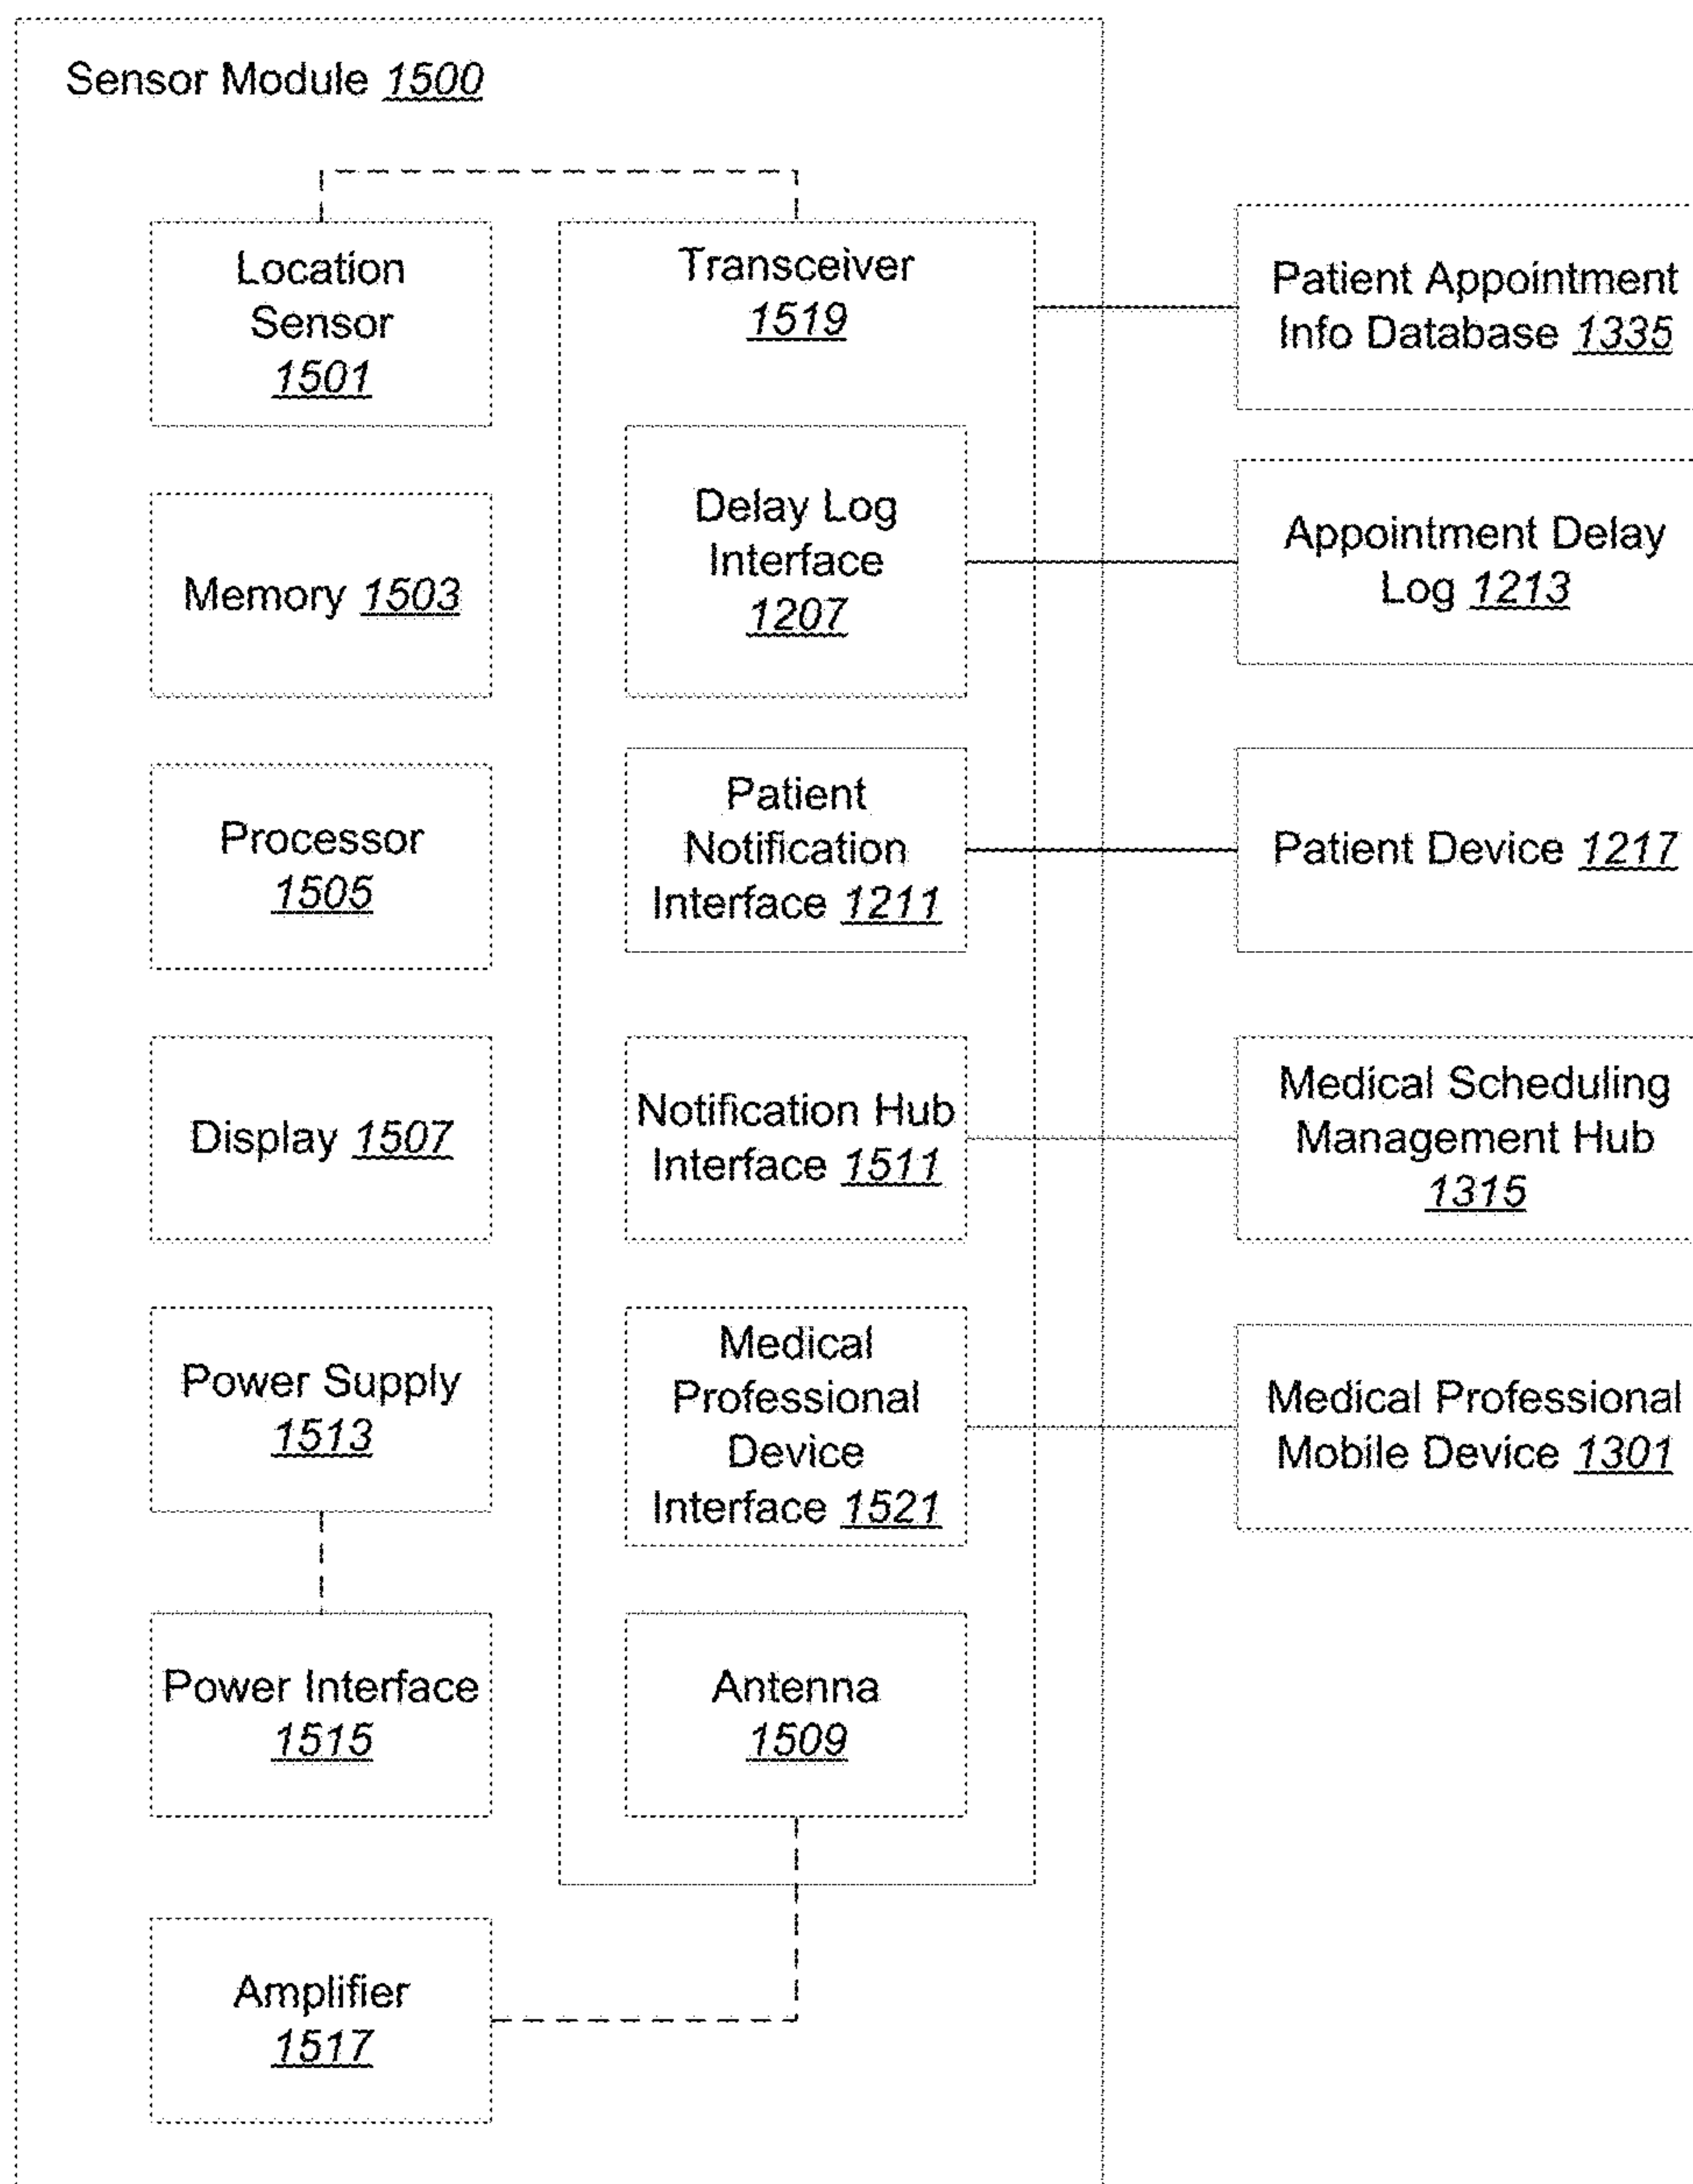 Sensor Module 1500
Location
Sensor
1501
Memory 1503
Processor
1505
Display 1507
Power Supply
1513
Power Interface
1515
Amplifier
1517
Transceiver
1519
Delay Log
Interface
1207
Patient
Notification
Interface 1211
Notification Hub
Interface 1511
Medical
Professional
Device
Interface 1521
Antenna
1509
Patient Appointment
Info Database 1335
Appointment Delay
Log 1213
Patient Device 1217
Medical Scheduling
Management Hub
1315
Medical Professional
Mobile Device 1301